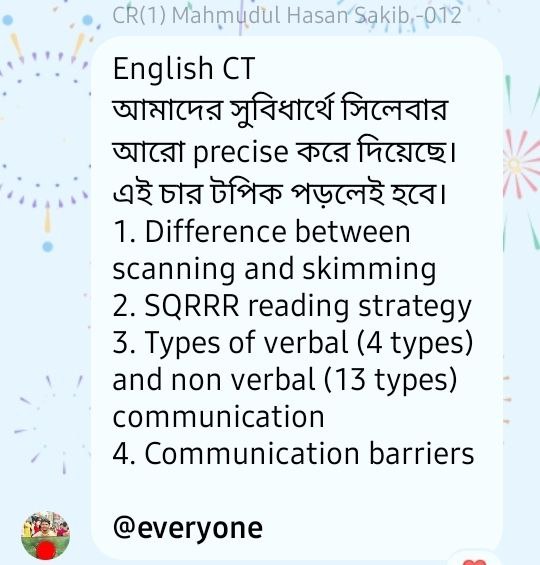 CR(1) Mahmudul Hasan Sakib.-012
English CT
আমাদের সুবিধার্থে সিলেবার
আরো precise করে দিয়েছে।
এই চার টপিক পড়লেই হবে।
1. Difference between
scanning and skimming
2. SQRRR reading strategy
3. Types of verbal (4 types)
and non verbal (13 types)
communication
4. Communication barriers
@everyone